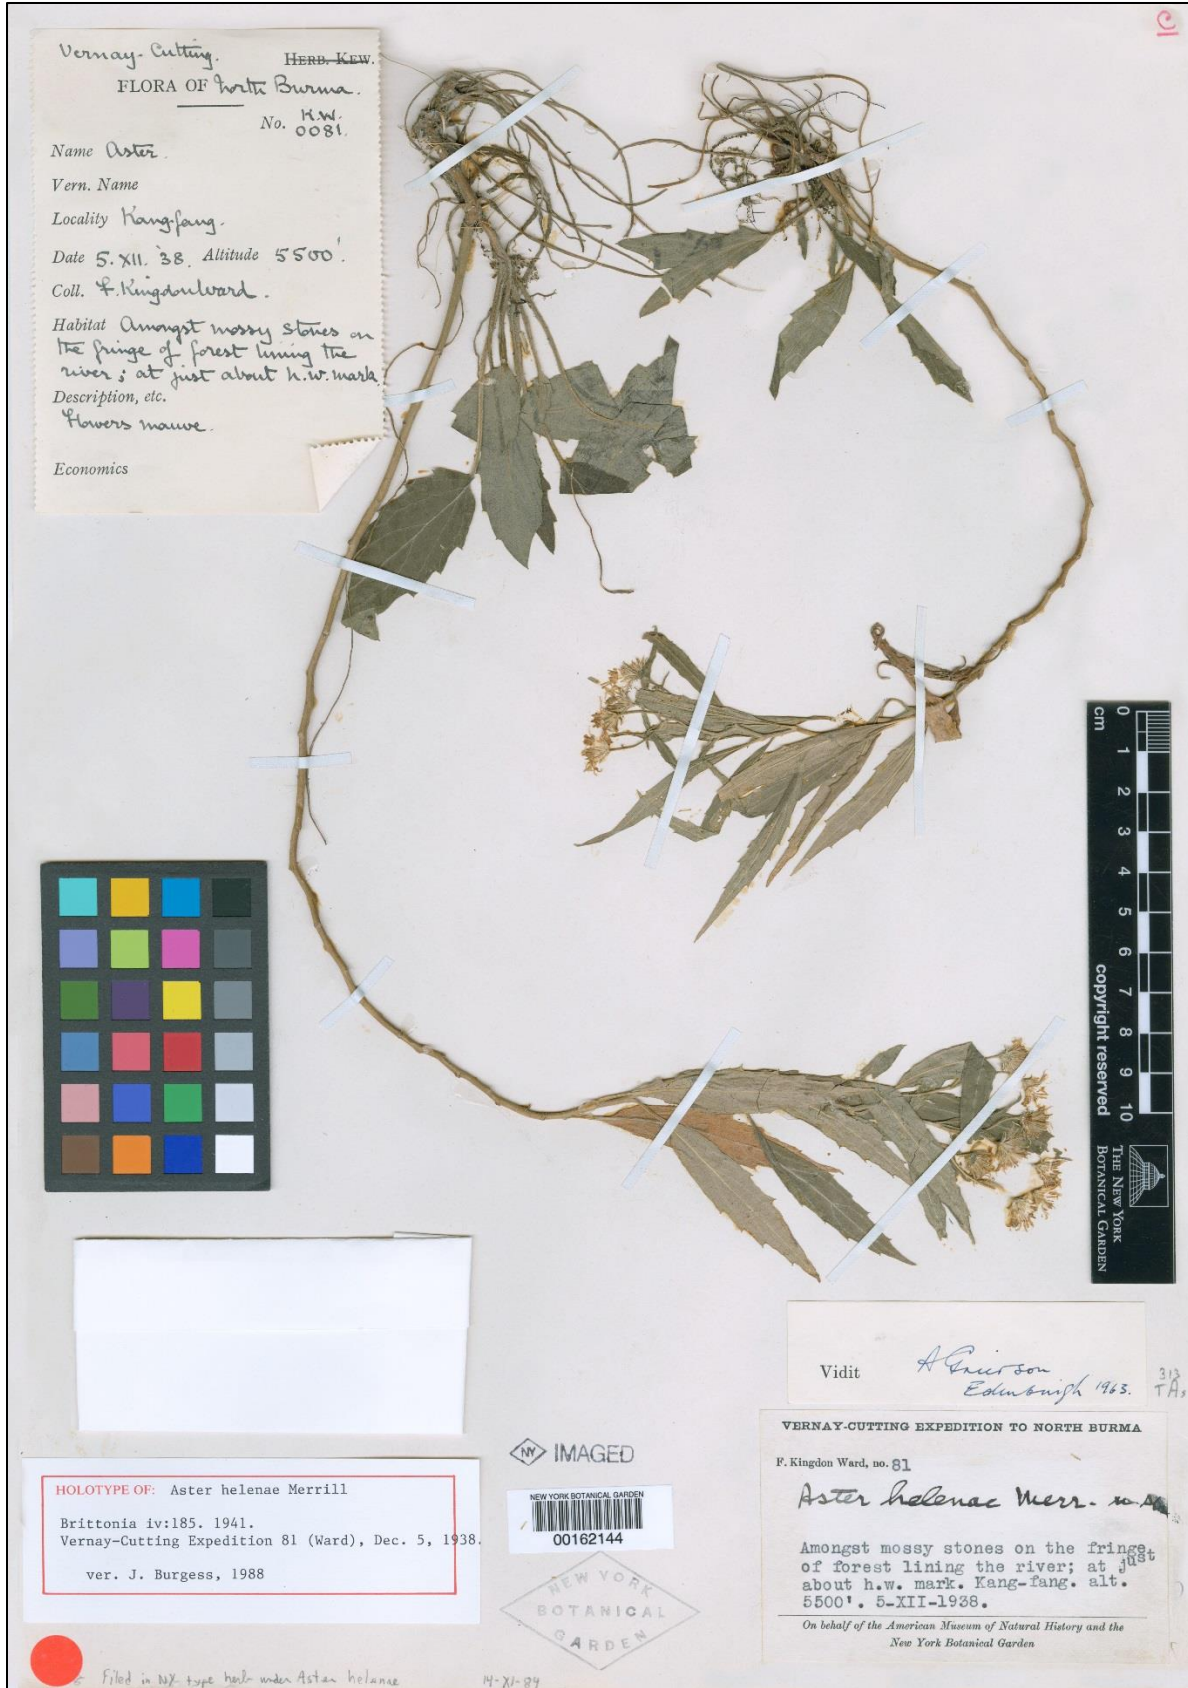 C
Vernay-Cutting.
HERB. KEW.
FLORA OF North Burma.
No. K.W. 0081.
Name Aster.
Vern. Name
Locality Kang-fang.
Date 5. XII. '38. Altitude 5500'.
Coll. F. Kingdon Ward.
Habitat Amongst mossy stones on
the fringe of forest lining the
river; at just about h.w. mark.
Description, etc.
Flowers mauve.
Economics
cm
0
1
2
3
4
5
6
7
8
9
10
copyright reserved
THE NEW YORK
BOTANICAL GARDEN
Vidit A Grierson
Edinburgh 1963.
313
TA
VERNAY-CUTTING EXPEDITION TO NORTH BURMA
F. Kingdon Ward, no. 81
Aster helenae Merr.
Amongst mossy stones on the fringe
of forest lining the river; at just
about h.w. mark. Kang-fang. alt.
5500'. 5-XII-1938.
On behalf of the American Museum of Natural History and the
New York Botanical Garden
NY IMAGED
NEW YORK BOTANICAL GARDEN
00162144
NEW YORK
BOTANICAL
GARDEN
HOLOTYPE OF: Aster helenae Merrill
Brittonia iv:185. 1941.
Vernay-Cutting Expedition 81 (Ward), Dec. 5, 1938.
ver. J. Burgess, 1988
Filed in NY type herb under Aster helenae 14-XI-84